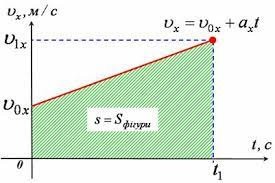 υₓ, м/с
υ₁ₓ
υₓ = υ₀ₓ + aₓt
υ₀ₓ
s = Sфігури
0
t₁
t, с